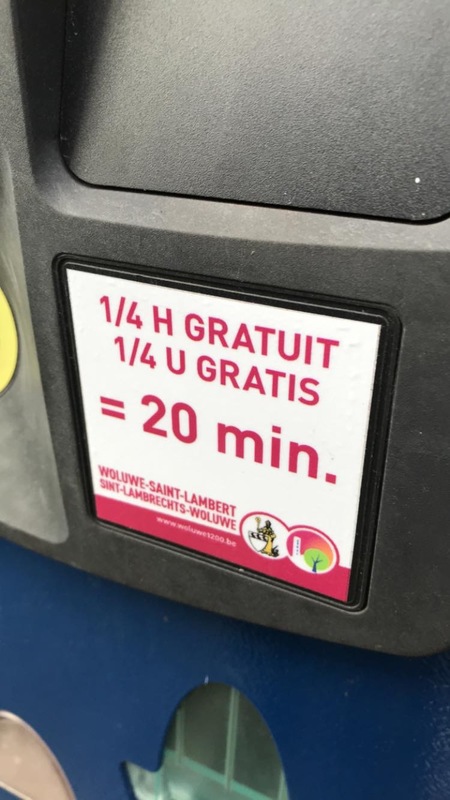 1/4 H GRATUIT
1/4 U GRATIS
= 20 min.
WOLUWE-SAINT-LAMBERT
SINT-LAMBRECHTS-WOLUWE
www.woluwe1200.be